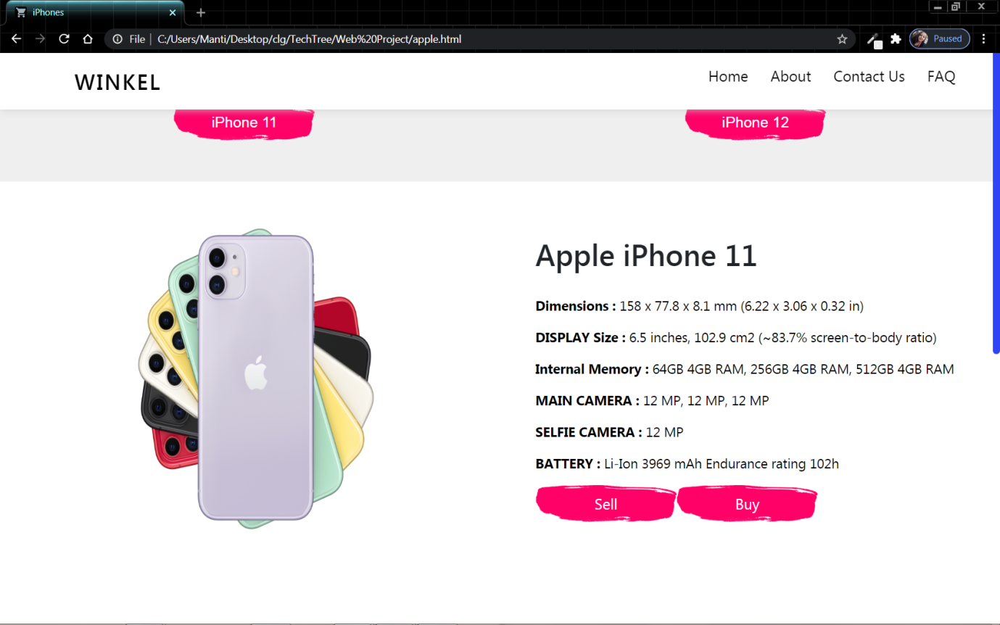 iPhones
File | C:/Users/Manti/Desktop/clg/TechTree/Web%20Project/apple.html
Paused
WINKEL
Home About Contact Us FAQ
iPhone 11
iPhone 12
Apple iPhone 11
Dimensions : 158 x 77.8 x 8.1 mm (6.22 x 3.06 x 0.32 in)
DISPLAY Size : 6.5 inches, 102.9 cm2 (~83.7% screen-to-body ratio)
Internal Memory : 64GB 4GB RAM, 256GB 4GB RAM, 512GB 4GB RAM
MAIN CAMERA : 12 MP, 12 MP, 12 MP
SELFIE CAMERA : 12 MP
BATTERY : Li-Ion 3969 mAh Endurance rating 102h
Sell
Buy